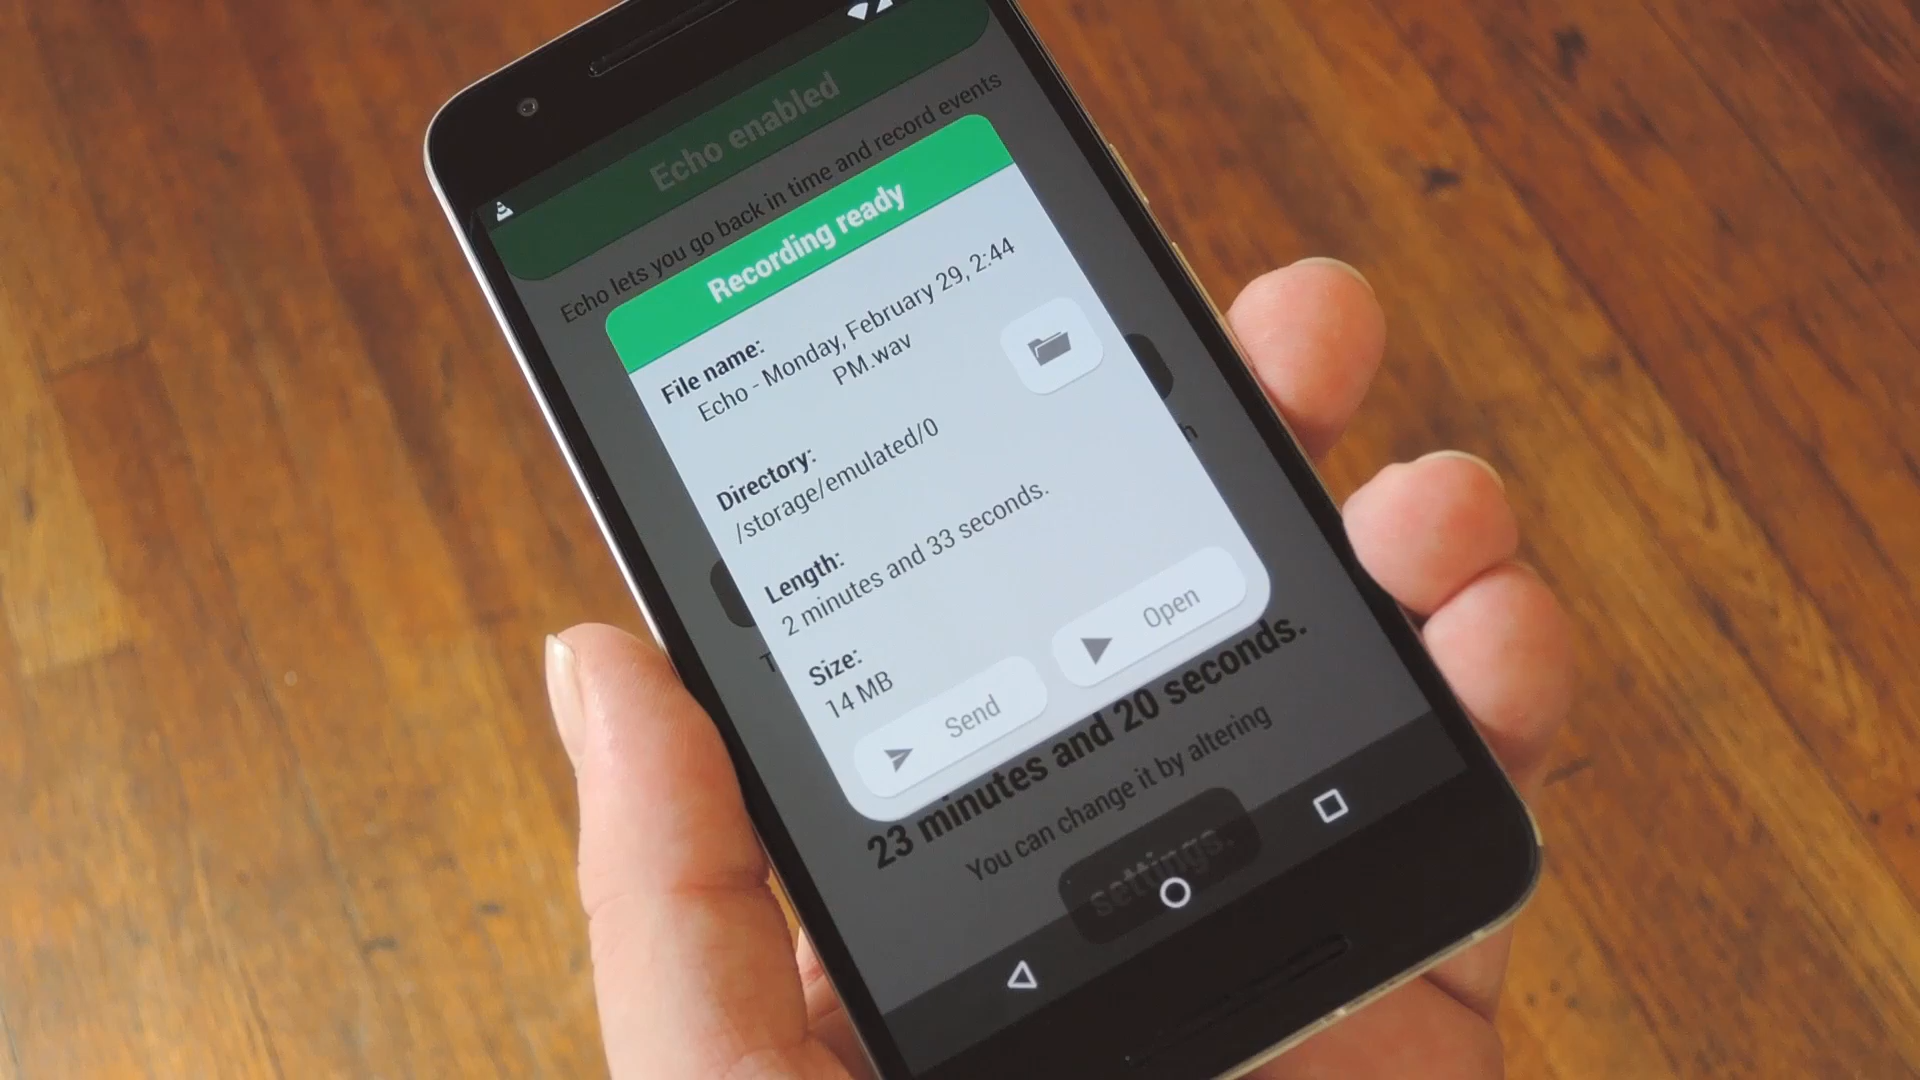 Echo enabled
Echo lets you go back in time and record events
Recording ready
File name:
Echo - Monday, February 29, 2:44
PM.wav
Directory:
/storage/emulated/0
Length:
2 minutes and 33 seconds.
Size:
14 MB
Send
Open
23 minutes and 20 seconds.
You can change it by altering
settings.